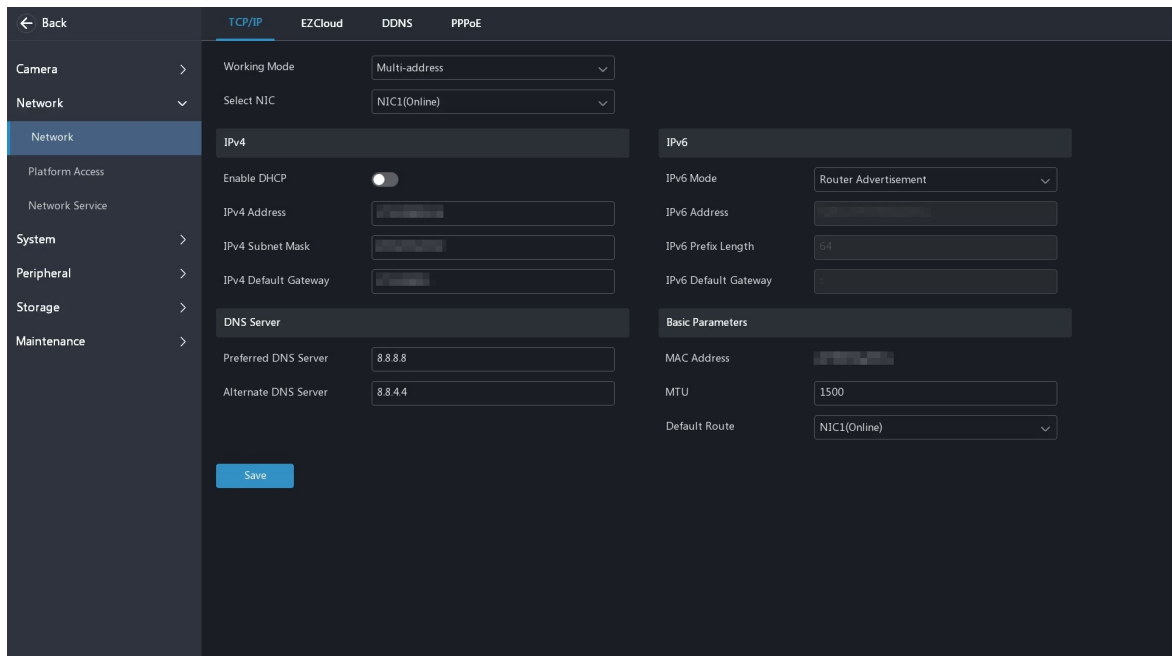 Back
TCP/IP EZCloud DDNS PPPoE
Camera
Network
Network
Platform Access
Network Service
System
Peripheral
Storage
Maintenance
Working Mode Multi-address
Select NIC NIC1(Online)
IPv4
Enable DHCP
IPv4 Address
IPv4 Subnet Mask
IPv4 Default Gateway
IPv6
IPv6 Mode Router Advertisement
IPv6 Address
IPv6 Prefix Length 64
IPv6 Default Gateway
DNS Server
Preferred DNS Server 8.8.8.8
Alternate DNS Server 8.8.4.4
Basic Parameters
MAC Address
MTU 1500
Default Route NIC1(Online)
Save